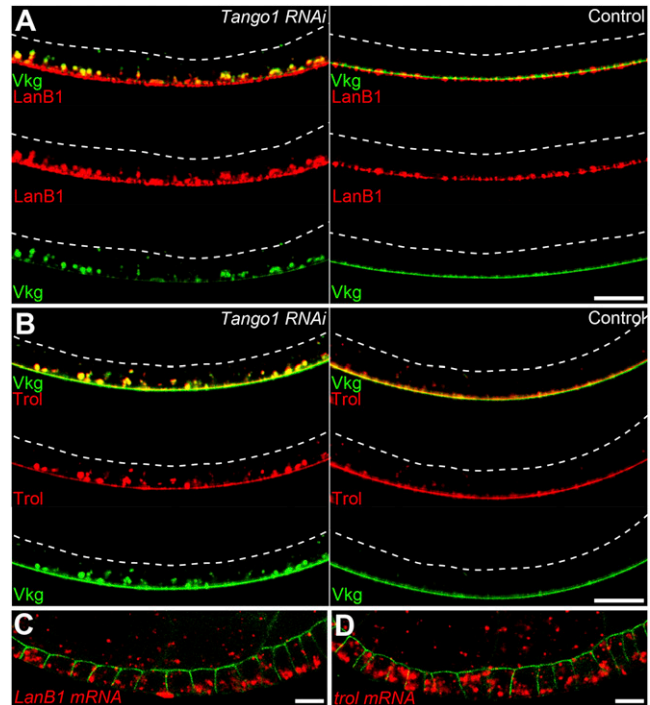 A
Tango1 RNAi
Control
Vkg
LanB1
Vkg
LanB1
LanB1
LanB1
Vkg
Vkg
B
Tango1 RNAi
Control
Vkg
Trol
Vkg
Trol
Trol
Trol
Vkg
Vkg
C
LanB1 mRNA
D
trol mRNA